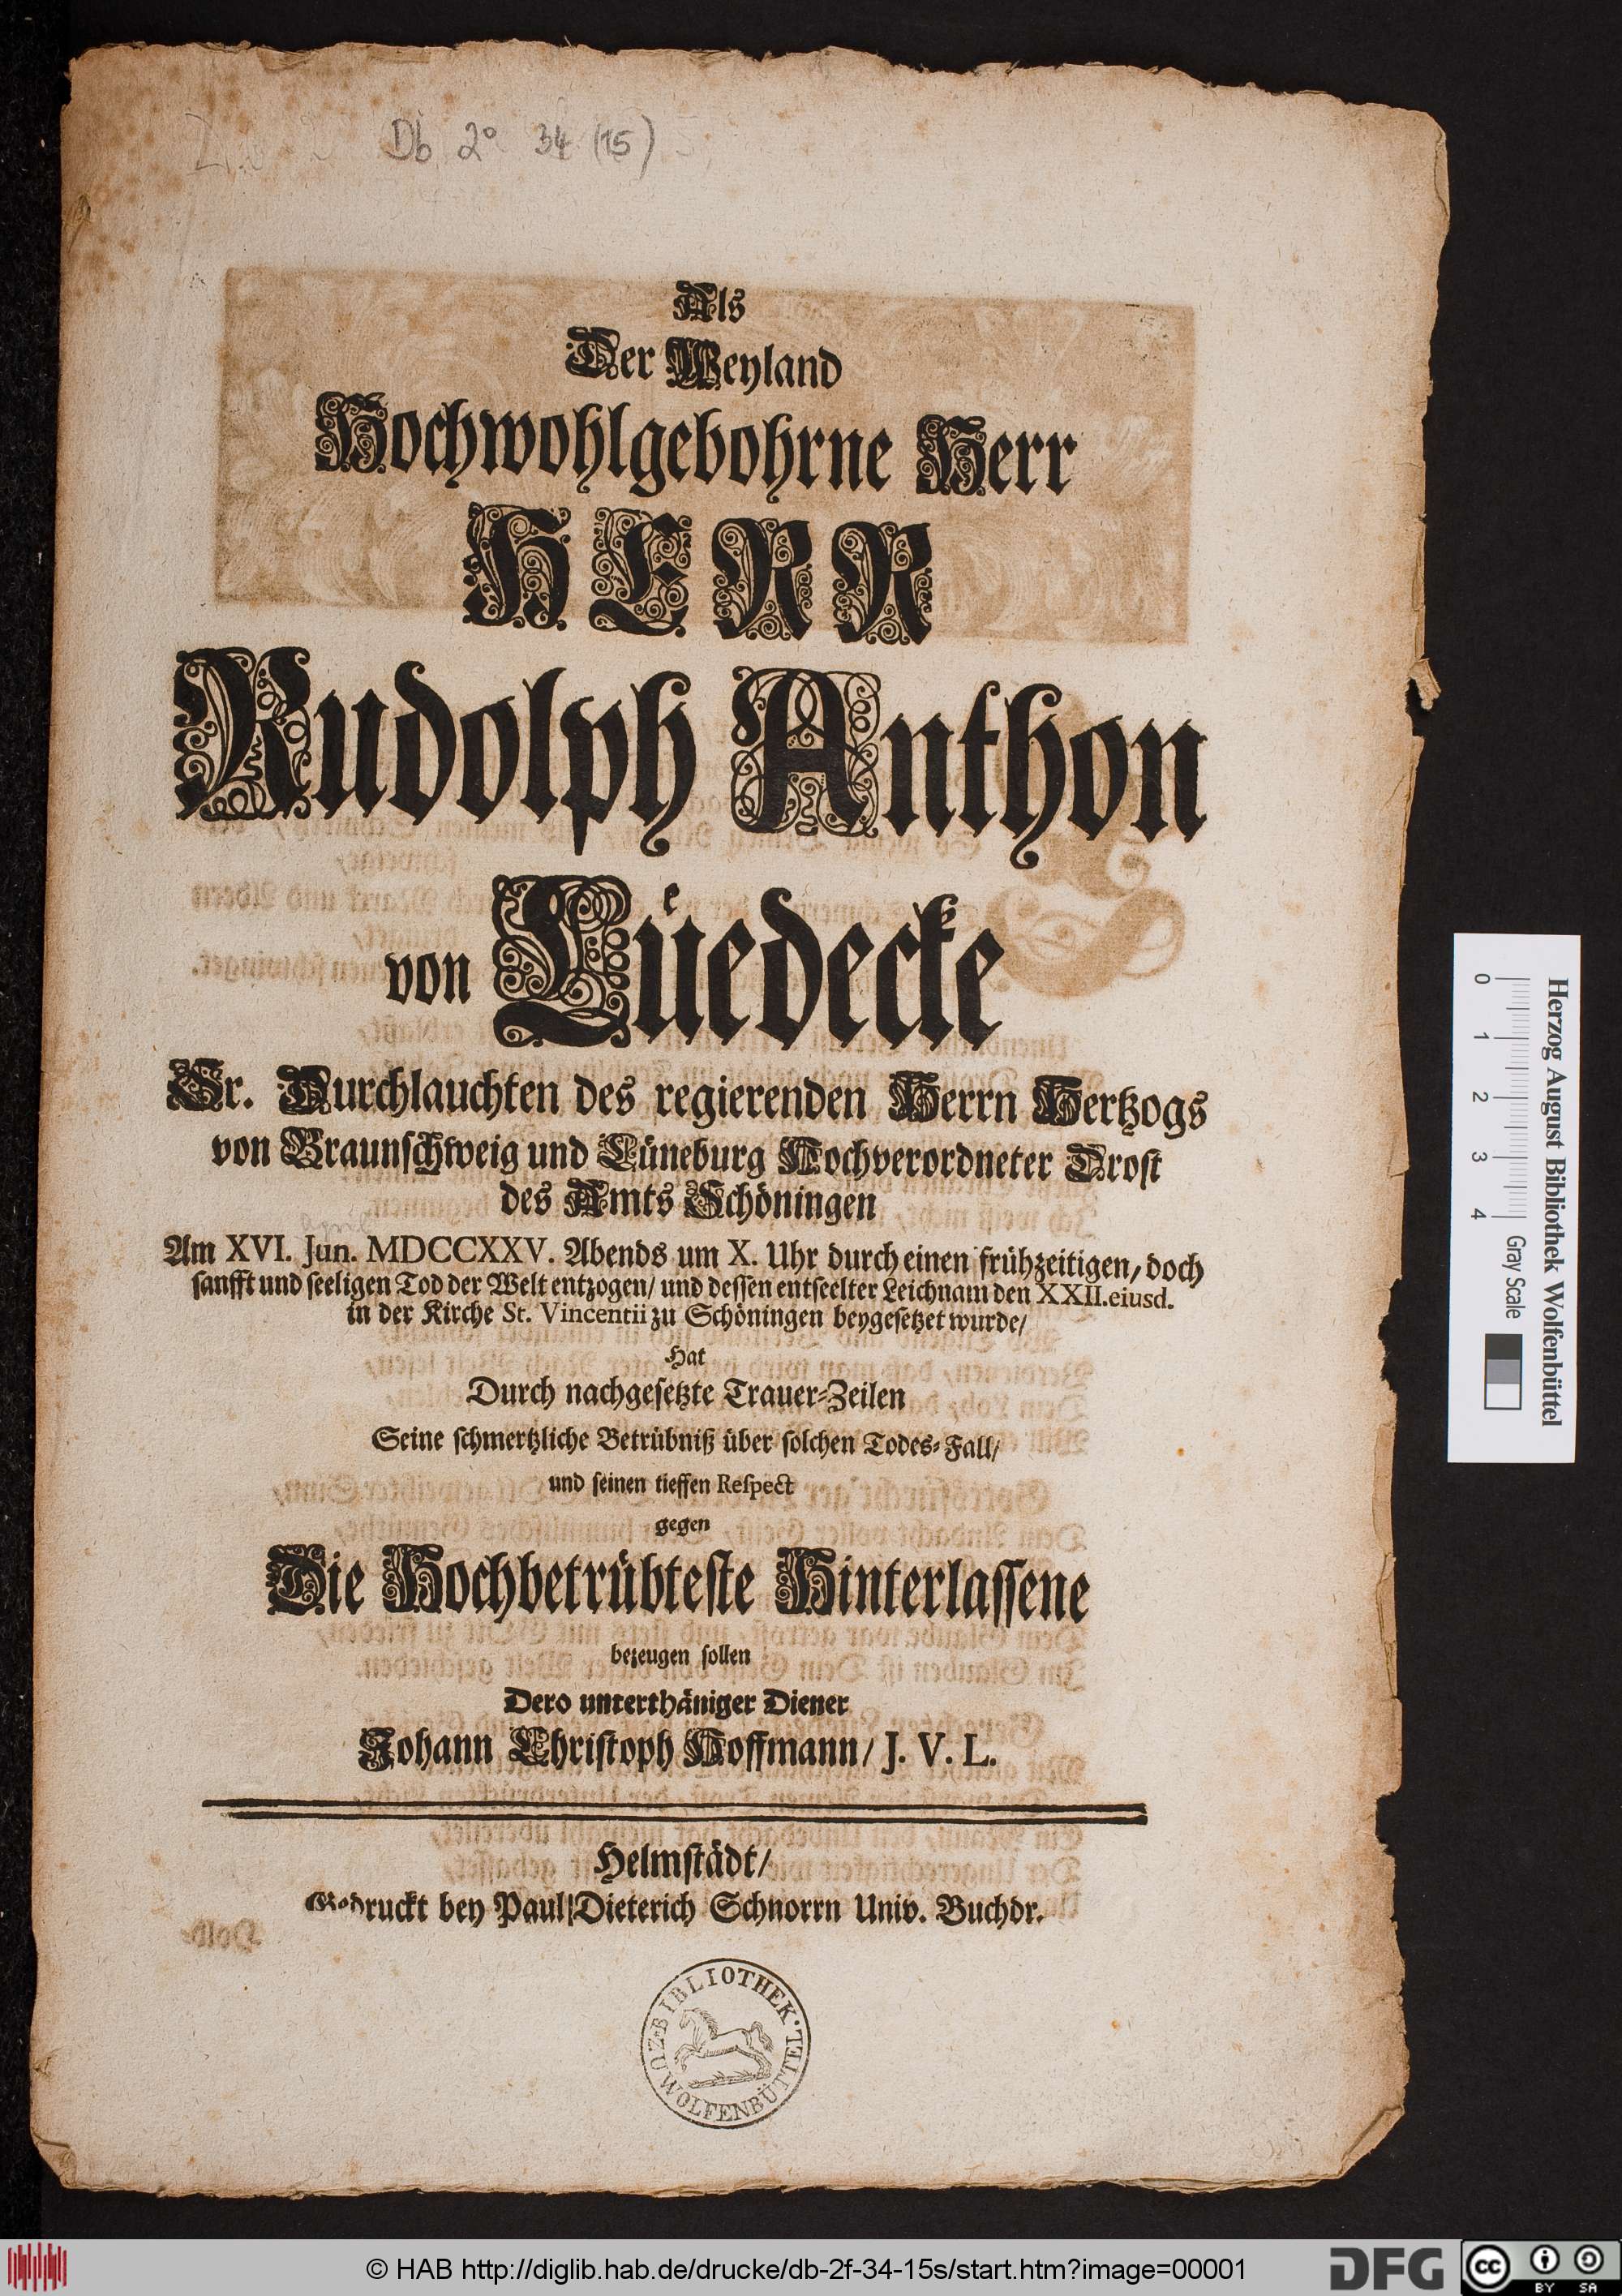 Db 2° 34 (15)
Als
Der Weyland
Hochwohlgebohrne Herr
HERR
Rudolph Anthon
von Lüedecke
Sr. Durchlauchten des regierenden Herrn Hertzogs
von Braunschweig und Lüneburg Hochverordneter Drost
des Amts Schöningen
Am XVI. Jun. MDCCXXV. Abends um X. Uhr durch einen frühzeitigen, doch
sanfft und seeligen Tod der Welt entzogen/ und dessen entseelter Leichnam den XXII. eiusd.
in der Kirche St. Vincentii zu Schöningen beygesetzet wurde/
Hat
Durch nachgesetzte Trauer-Zeilen
Seine schmertzliche Betrübniß über solchen Todes-Fall/
und seinen tieffen Respect
gegen
Die Hochbetrübteste Hinterlassene
bezeugen sollen
Dero unterthäniger Diener
Johann Christoph Hoffmann/ J. V. L.
Helmstädt/
Gedruckt bey Paul Dieterich Schnorrn Univ. Buchdr.
BIBLIOTHEK·
Z·U·WOLFENBÜTTEL
Herzog August Bibliothek Wolfenbüttel
0 1 2 3 4 Gray Scale
© HAB http://diglib.hab.de/drucke/db-2f-34-15s/start.htm?image=00001
DFG
cc BY SA